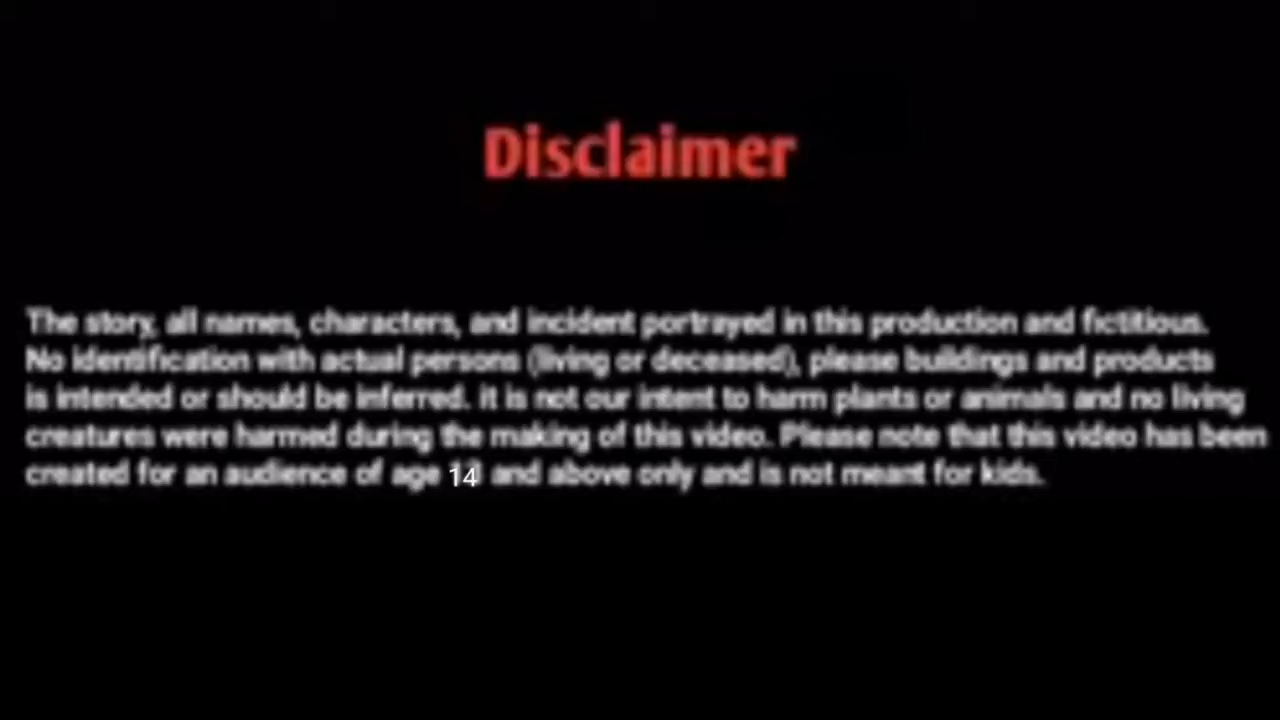 Disclaimer
The story, all names, characters, and incident portrayed in this production and fictitious.
No identification with actual persons (living or deceased), please buildings and products
is intended or should be inferred. it is not our intent to harm plants or animals and no living
creatures were harmed during the making of this video. Please note that this video has been
created for an audience of age 14 and above only and is not meant for kids.